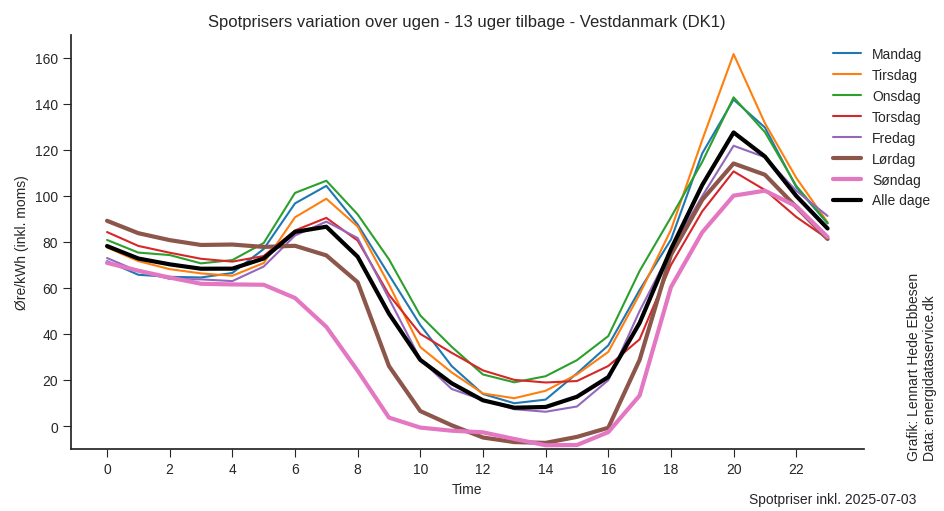 Spotprisers variation over ugen - 13 uger tilbage - Vestdanmark (DK1)
Øre/kWh (inkl. moms)
160
140
120
100
80
60
40
20
0
0 2 4 6 8 10 12 14 16 18 20 22
Time
Mandag
Tirsdag
Onsdag
Torsdag
Fredag
Lørdag
Søndag
Alle dage
Grafik: Lennart Hede Ebbesen
Data: energidataservice.dk
Spotpriser inkl. 2025-07-03